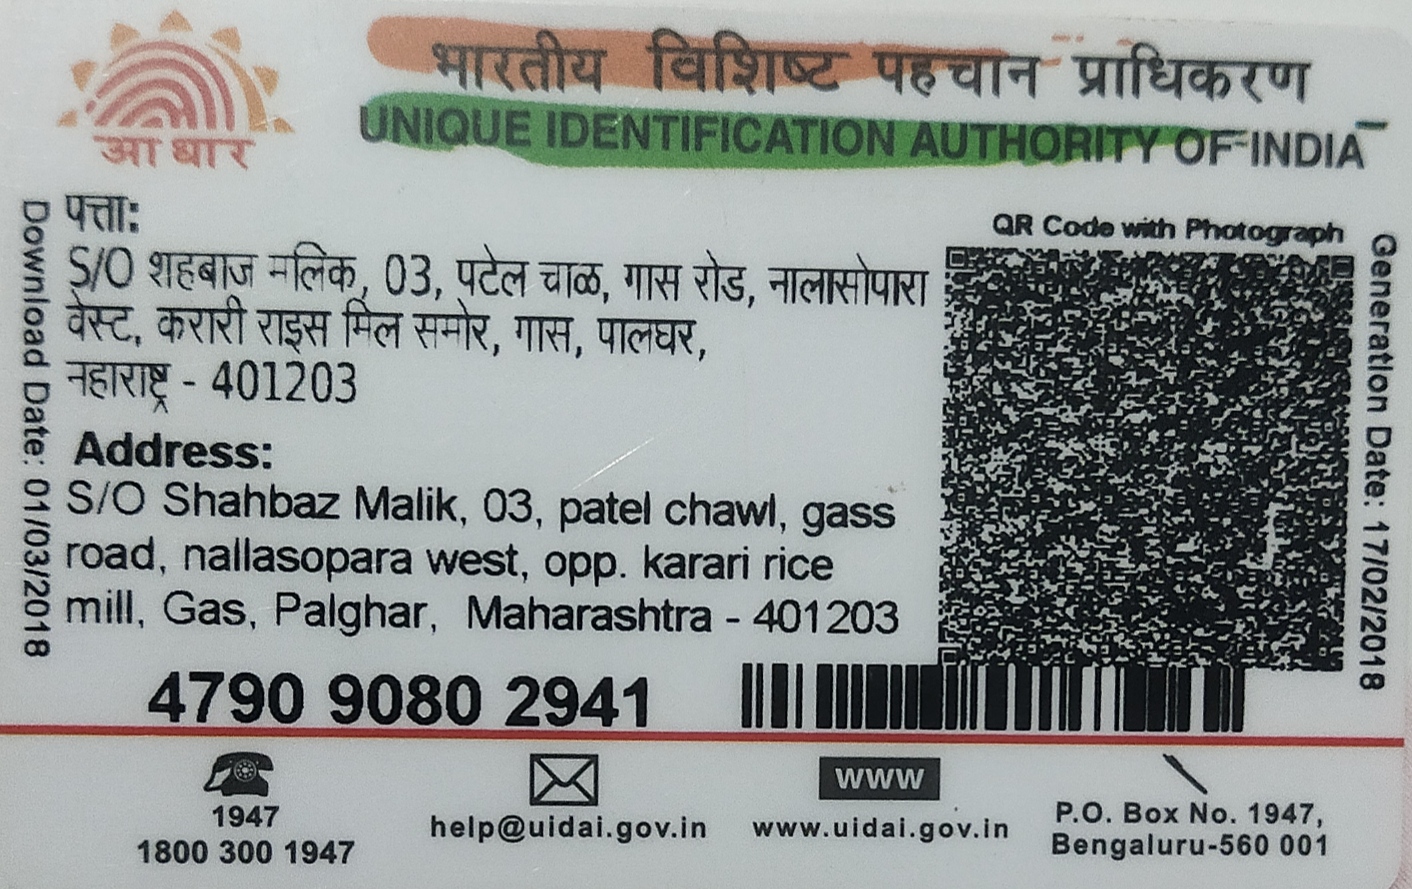 भारतीय विशिष्ट पहचान प्राधिकरण
UNIQUE IDENTIFICATION AUTHORITY OF INDIA
आधार
Download Date: 01/03/2018
पत्ता:
S/O शहबाज मलिक, 03, पटेल चाळ, गास रोड, नालासोपारा
वेस्ट, करारी राइस मिल समोर, गास, पालघर,
महाराष्ट्र - 401203
Address:
S/O Shahbaz Malik, 03, patel chawl, gass
road, nallasopara west, opp. karari rice
mill, Gas, Palghar, Maharashtra - 401203
QR Code with Photograph
Generation Date: 17/02/2018
4790 9080 2941
1947
1800 300 1947
help@uidai.gov.in
www
www.uidai.gov.in
P.O. Box No. 1947,
Bengaluru-560 001